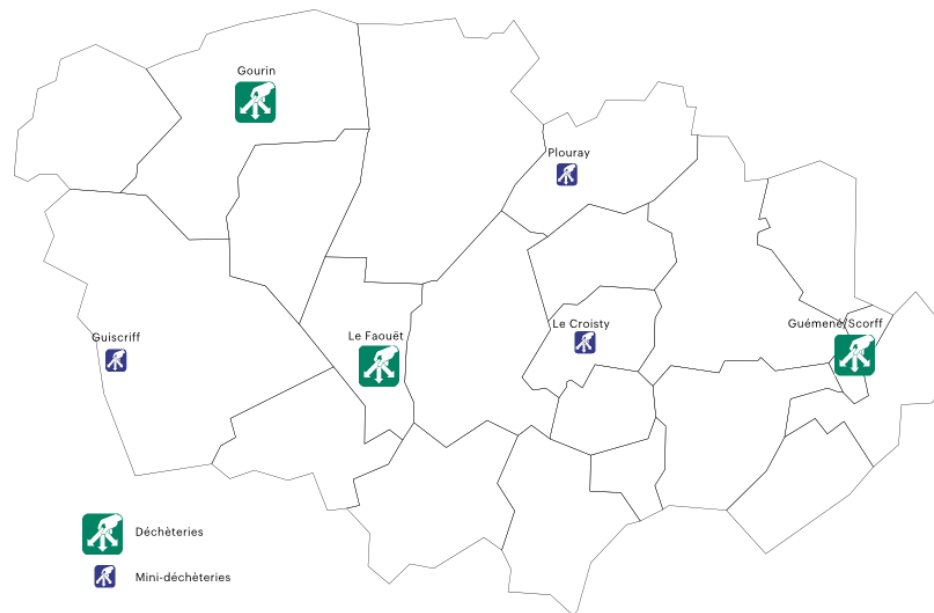 Gourin
Plouray
Guiscriff
Le Faouët
Le Croisty
Guémené/Scorff
Déchèteries
Mini-déchèteries